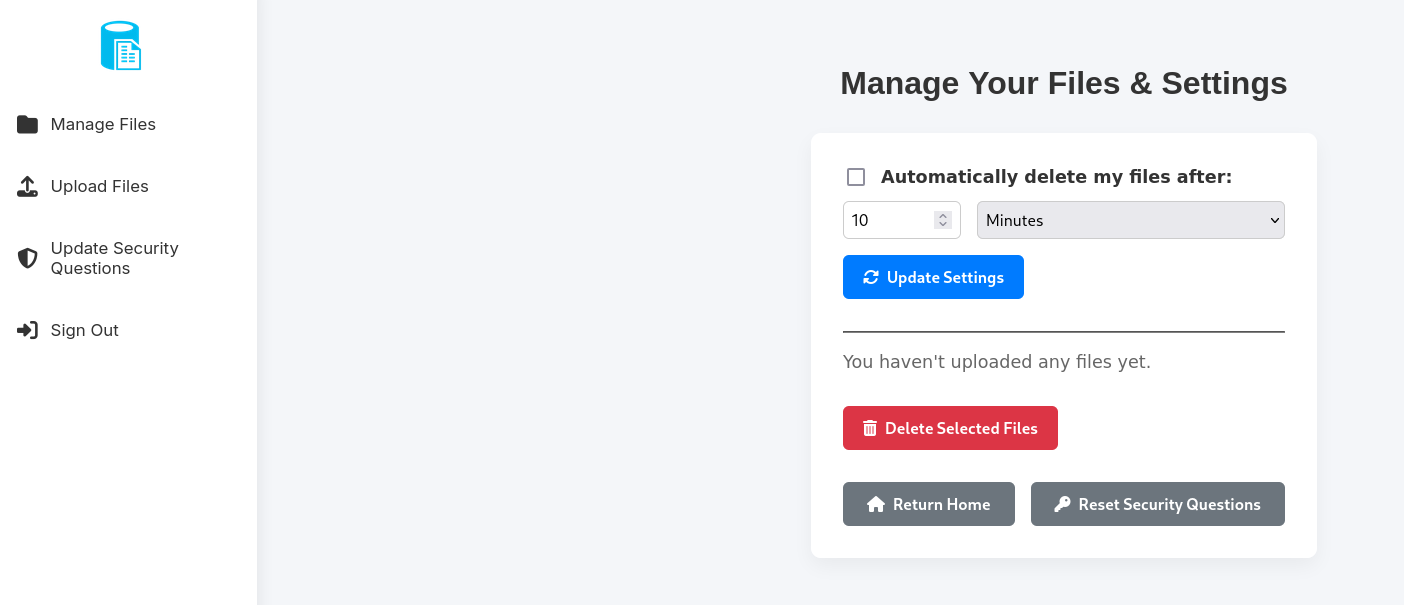 Manage Files
Upload Files
Update Security
Questions
Sign Out
Manage Your Files & Settings
Automatically delete my files after:
10 Minutes
Update Settings
You haven't uploaded any files yet.
Delete Selected Files
Return Home Reset Security Questions